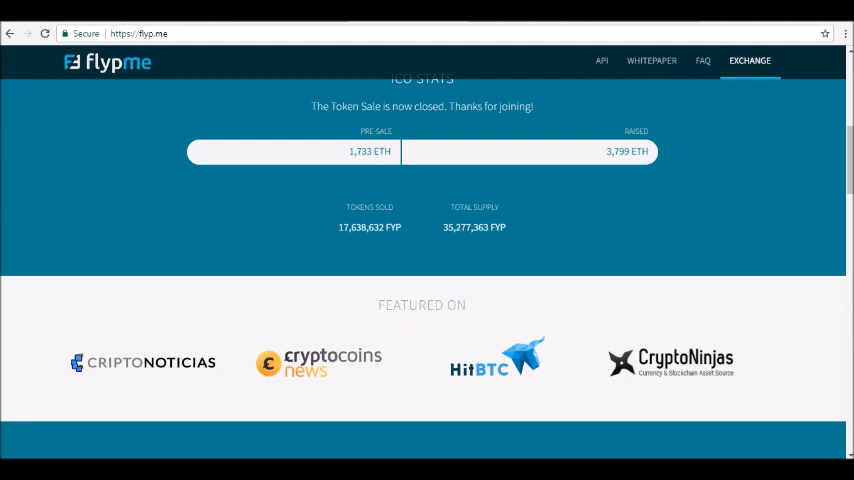 Secure https://flyp.me
flypme API WHITEPAPER FAQ EXCHANGE
ICO STATS
The Token Sale is now closed. Thanks for joining!
PRE-SALE RAISED
1,733 ETH 3,799 ETH
TOKENS SOLD TOTAL SUPPLY
17,638,632 FYP 35,277,363 FYP
FEATURED ON
CRIPTONOTICIAS
cryptocoins
news
HitBTC
CryptoNinjas
Currency & Blockchain Asset Source